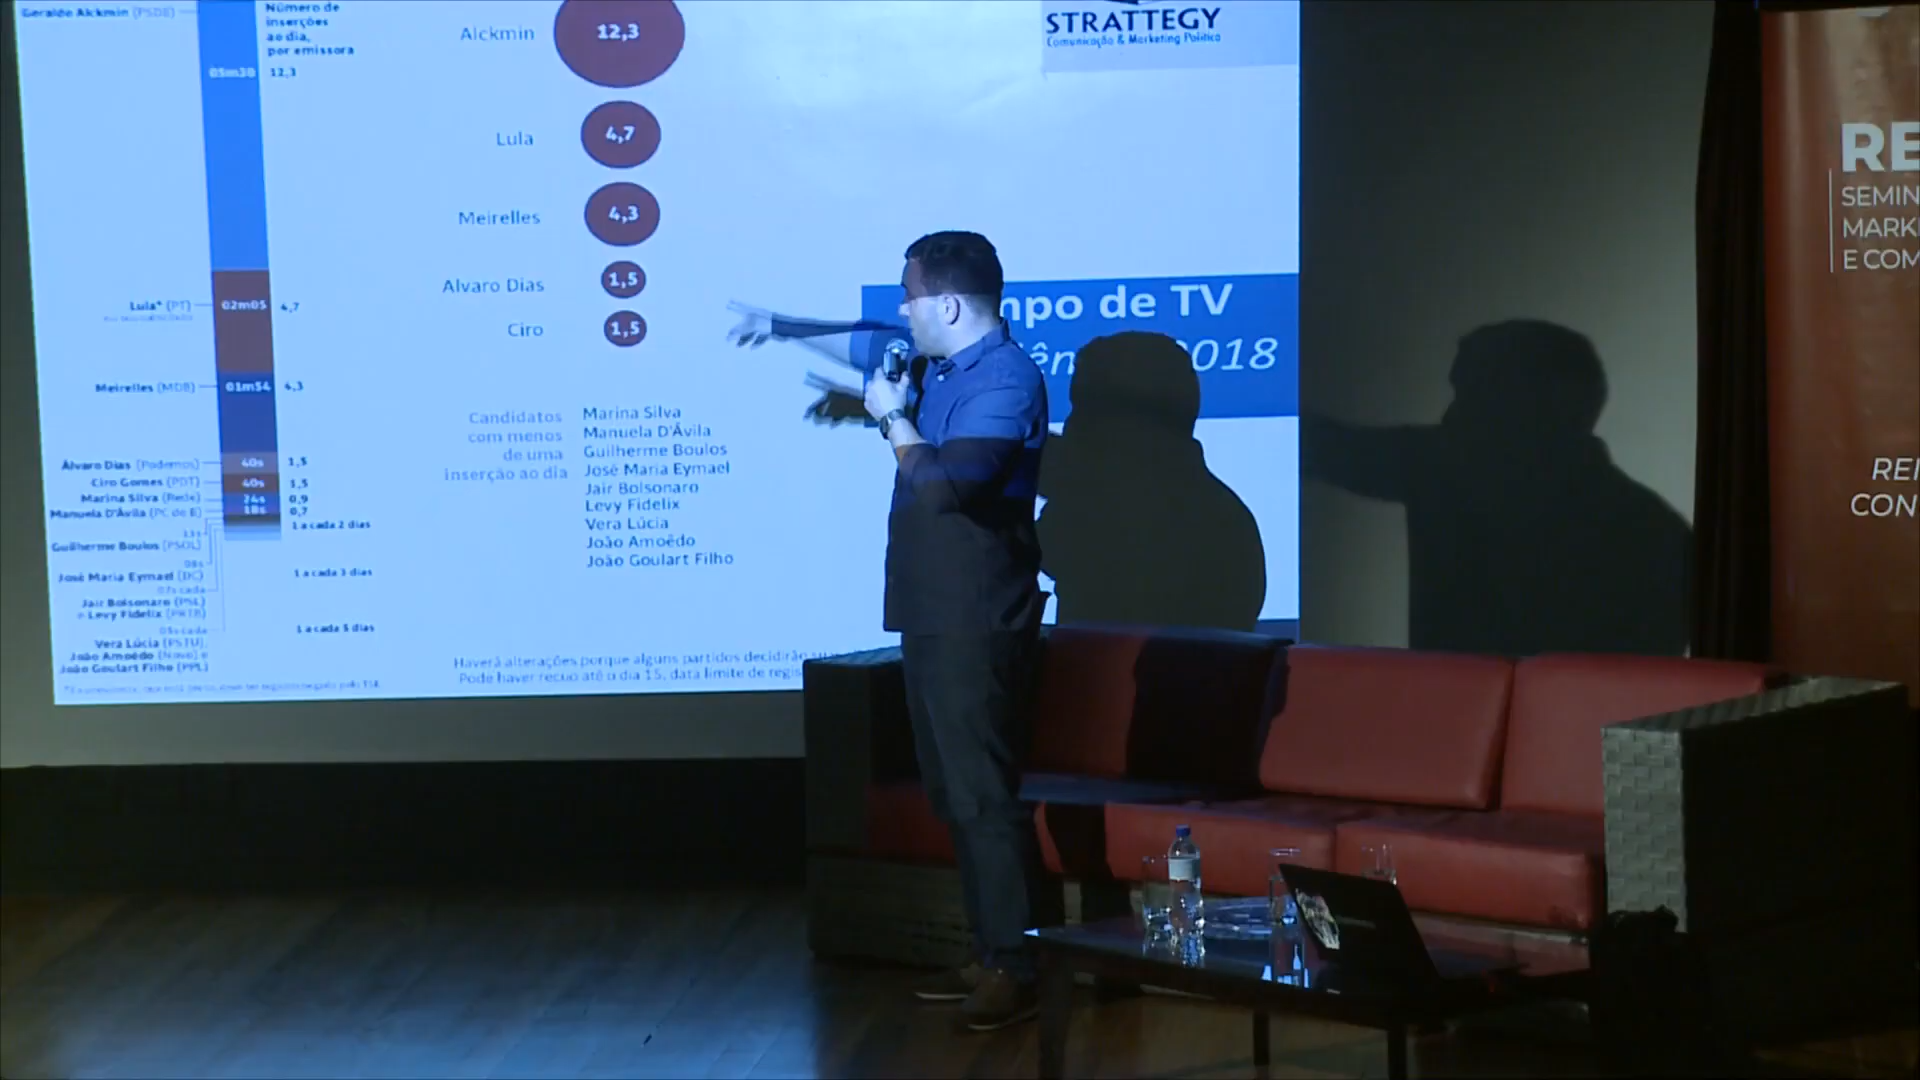 Geraldo Alckmin (PSDB)
Número de
inserções
ao dia,
por emissora
05m30 12,3
Lula* (PT) 02m05 4,7
Meirelles (MDB) 01m54 4,3
Álvaro Dias (Podemos) 40s 1,5
Ciro Gomes (PDT) 40s 1,5
Marina Silva (Rede) 24s 0,9
Manuela D'Ávila (PC do B) 18s 0,7
13s 1 a cada 2 dias
Guilherme Boulos (PSOL)
08s
José Maria Eymael (DC) 1 a cada 3 dias
07s cada
Jair Bolsonaro (PSL)
e Levy Fidelix (PRTB)
05s cada 1 a cada 5 dias
Vera Lúcia (PSTU),
João Amoêdo (Novo) e
João Goulart Filho (PPL)
Alckmin 12,3
Lula 4,7
Meirelles 4,3
Alvaro Dias 1,5
Ciro 1,5
Candidatos
com menos
de uma
inserção ao dia
Marina Silva
Manuela D'Ávila
Guilherme Boulos
José Maria Eymael
Jair Bolsonaro
Levy Fidelix
Vera Lúcia
João Amoêdo
João Goulart Filho
Haverá alterações porque alguns partidos decidirão
Pode haver recuo até o dia 15, data limite de regis
STRATTEGY
Comunicação & Marketing Político
mpo de TV
ên 2018
RE
SEMIN
MARK
E COM
REI
CON